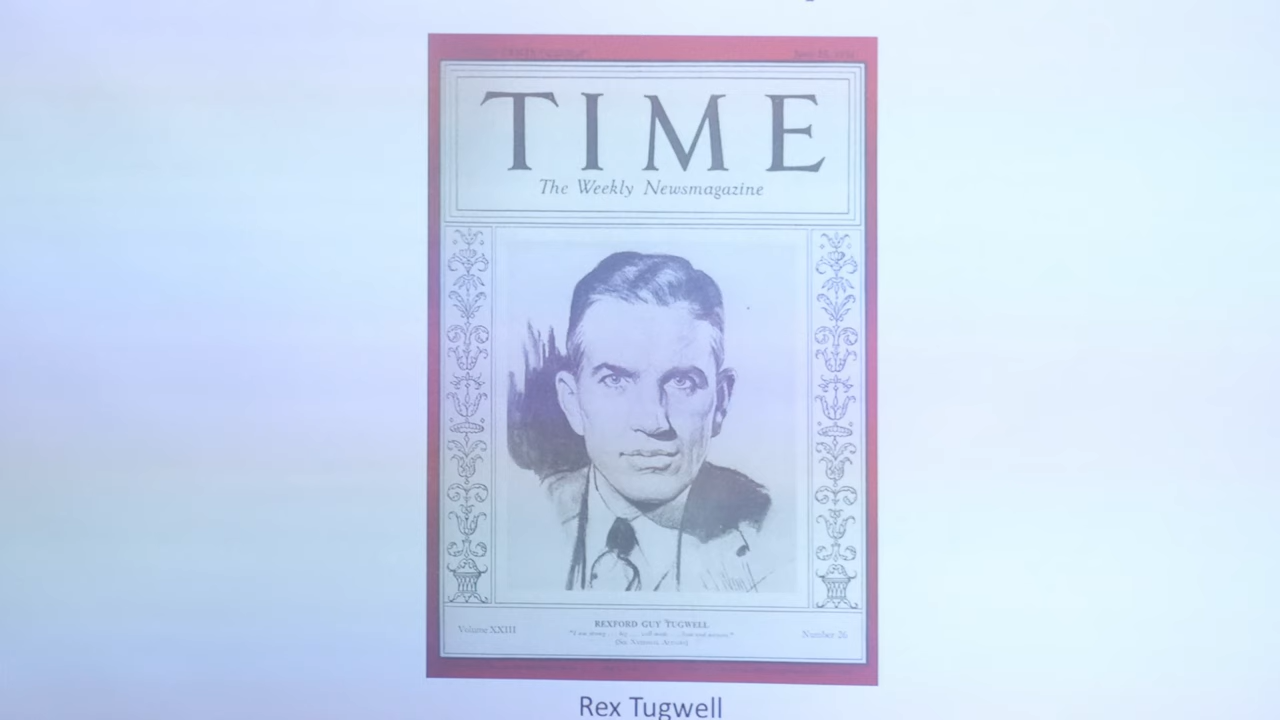 TIME
The Weekly Newsmagazine
Volume XXIII
REXFORD GUY TUGWELL
Number 26
Rex Tugwell